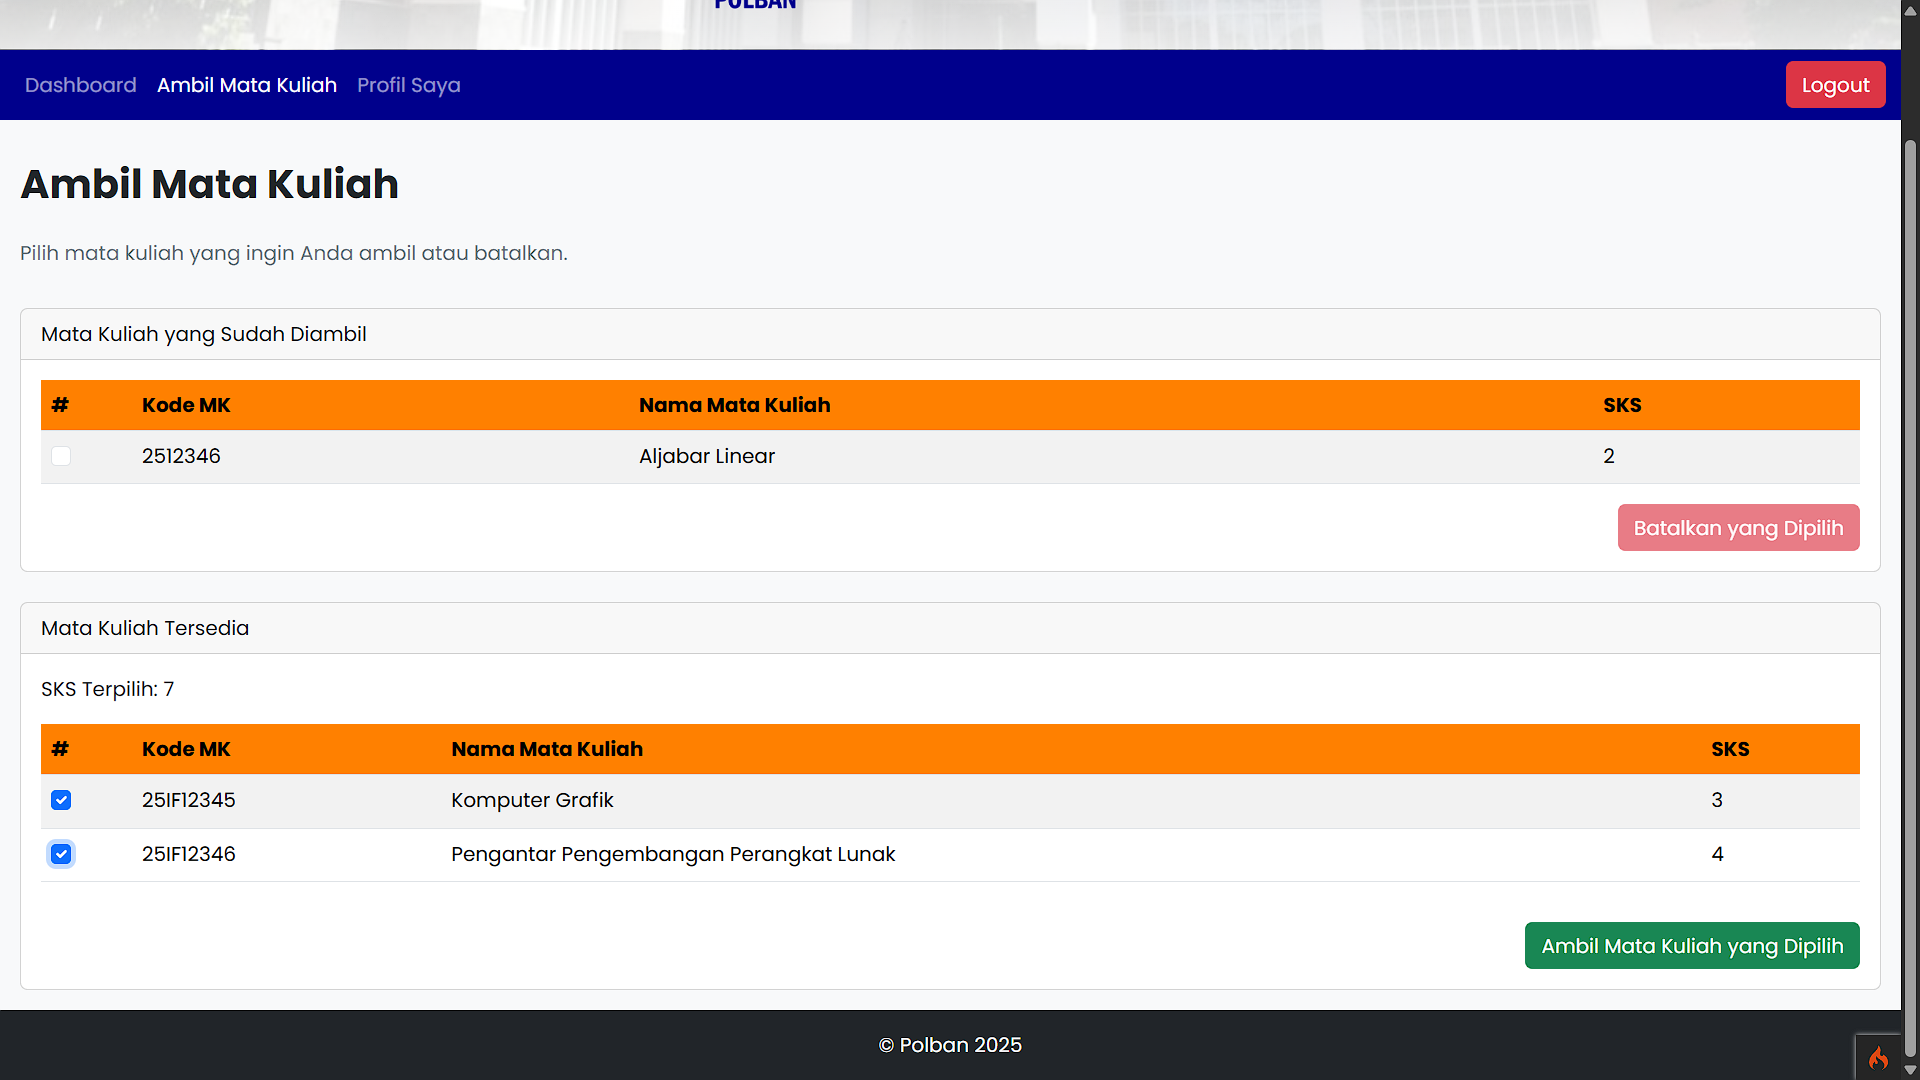 POLBAN
Dashboard Ambil Mata Kuliah Profil Saya Logout
Ambil Mata Kuliah
Pilih mata kuliah yang ingin Anda ambil atau batalkan.
Mata Kuliah yang Sudah Diambil
# Kode MK Nama Mata Kuliah SKS
2512346 Aljabar Linear 2
Batalkan yang Dipilih
Mata Kuliah Tersedia
SKS Terpilih: 7
# Kode MK Nama Mata Kuliah SKS
25IF12345 Komputer Grafik 3
25IF12346 Pengantar Pengembangan Perangkat Lunak 4
Ambil Mata Kuliah yang Dipilih
© Polban 2025